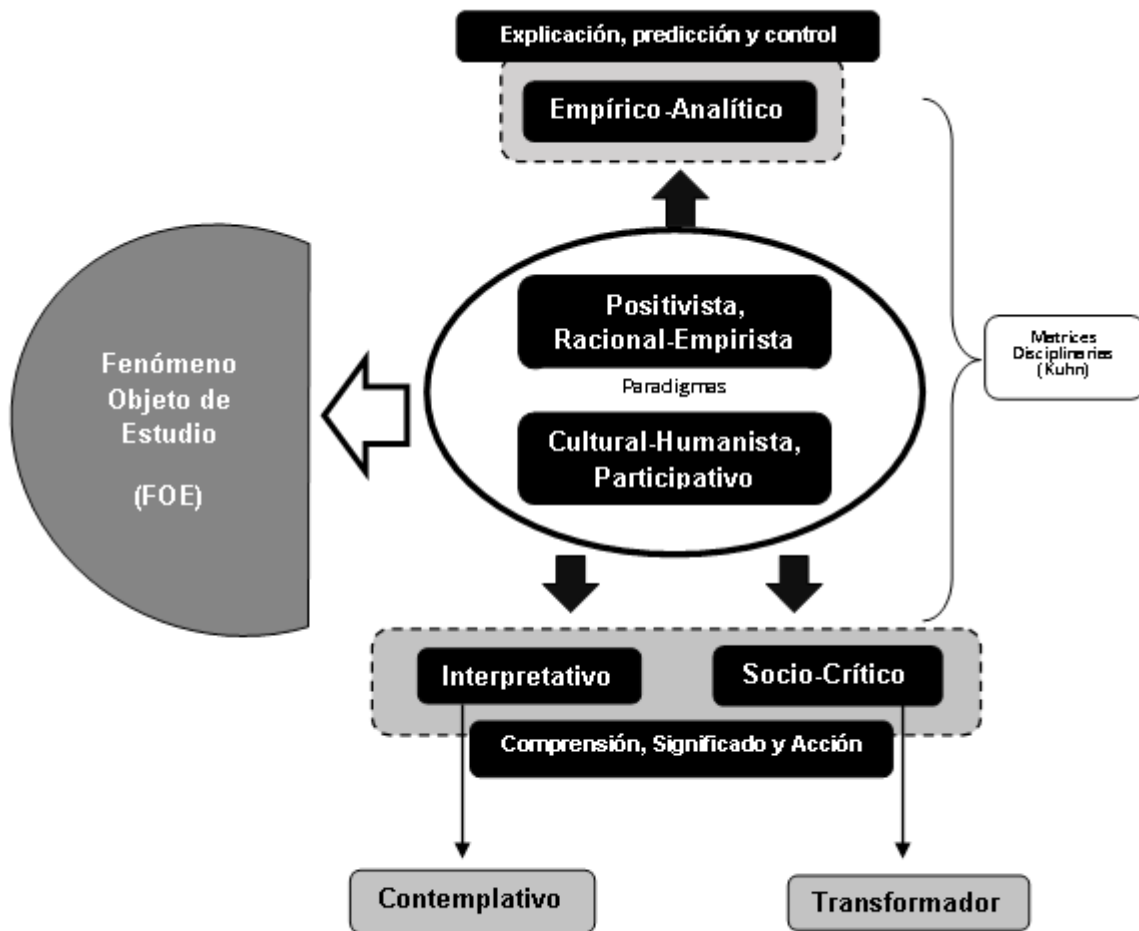 Explicación, predicción y control
Empírico-Analítico
Positivista,
Racional-Empirista
Paradigmas
Cultural-Humanista,
Participativo
Fenómeno
Objeto de
Estudio
(FOE)
Matrices
Disciplinarias
(Kuhn)
Interpretativo
Socio-Crítico
Comprensión, Significado y Acción
Contemplativo
Transformador